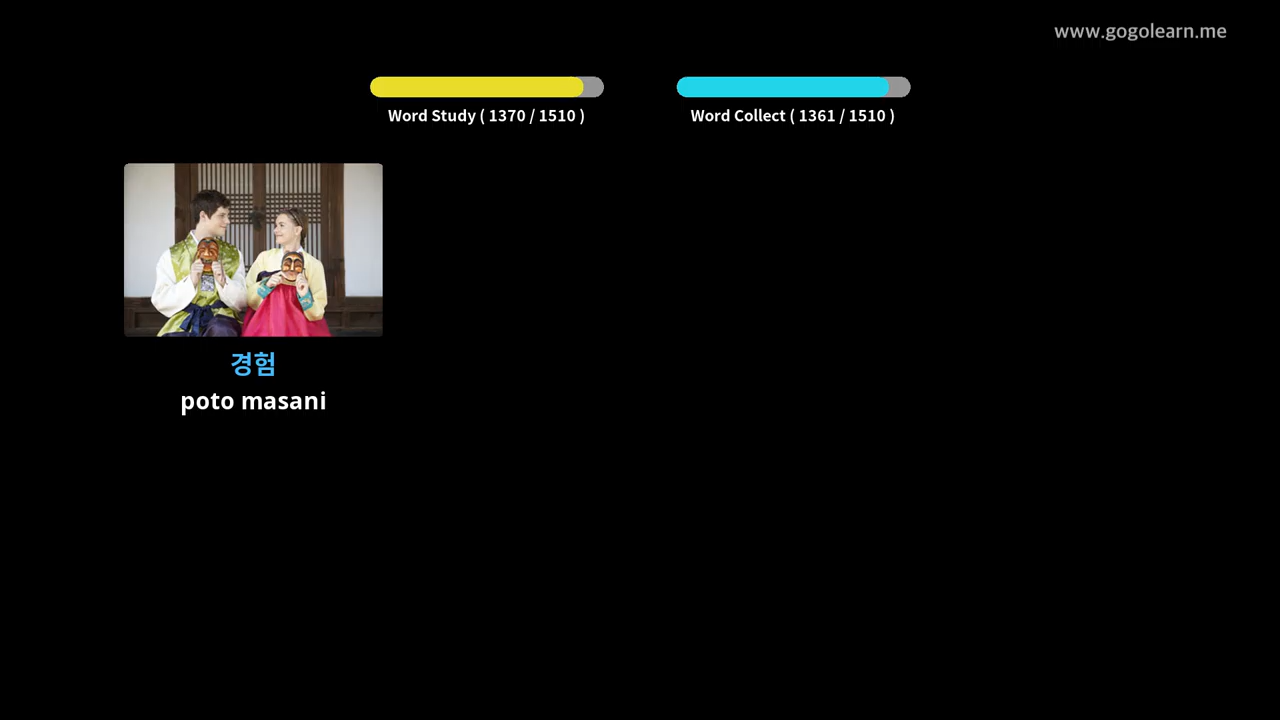 www.gogolearn.me
Word Study ( 1370 / 1510 )
Word Collect ( 1361 / 1510 )
경험
poto masani